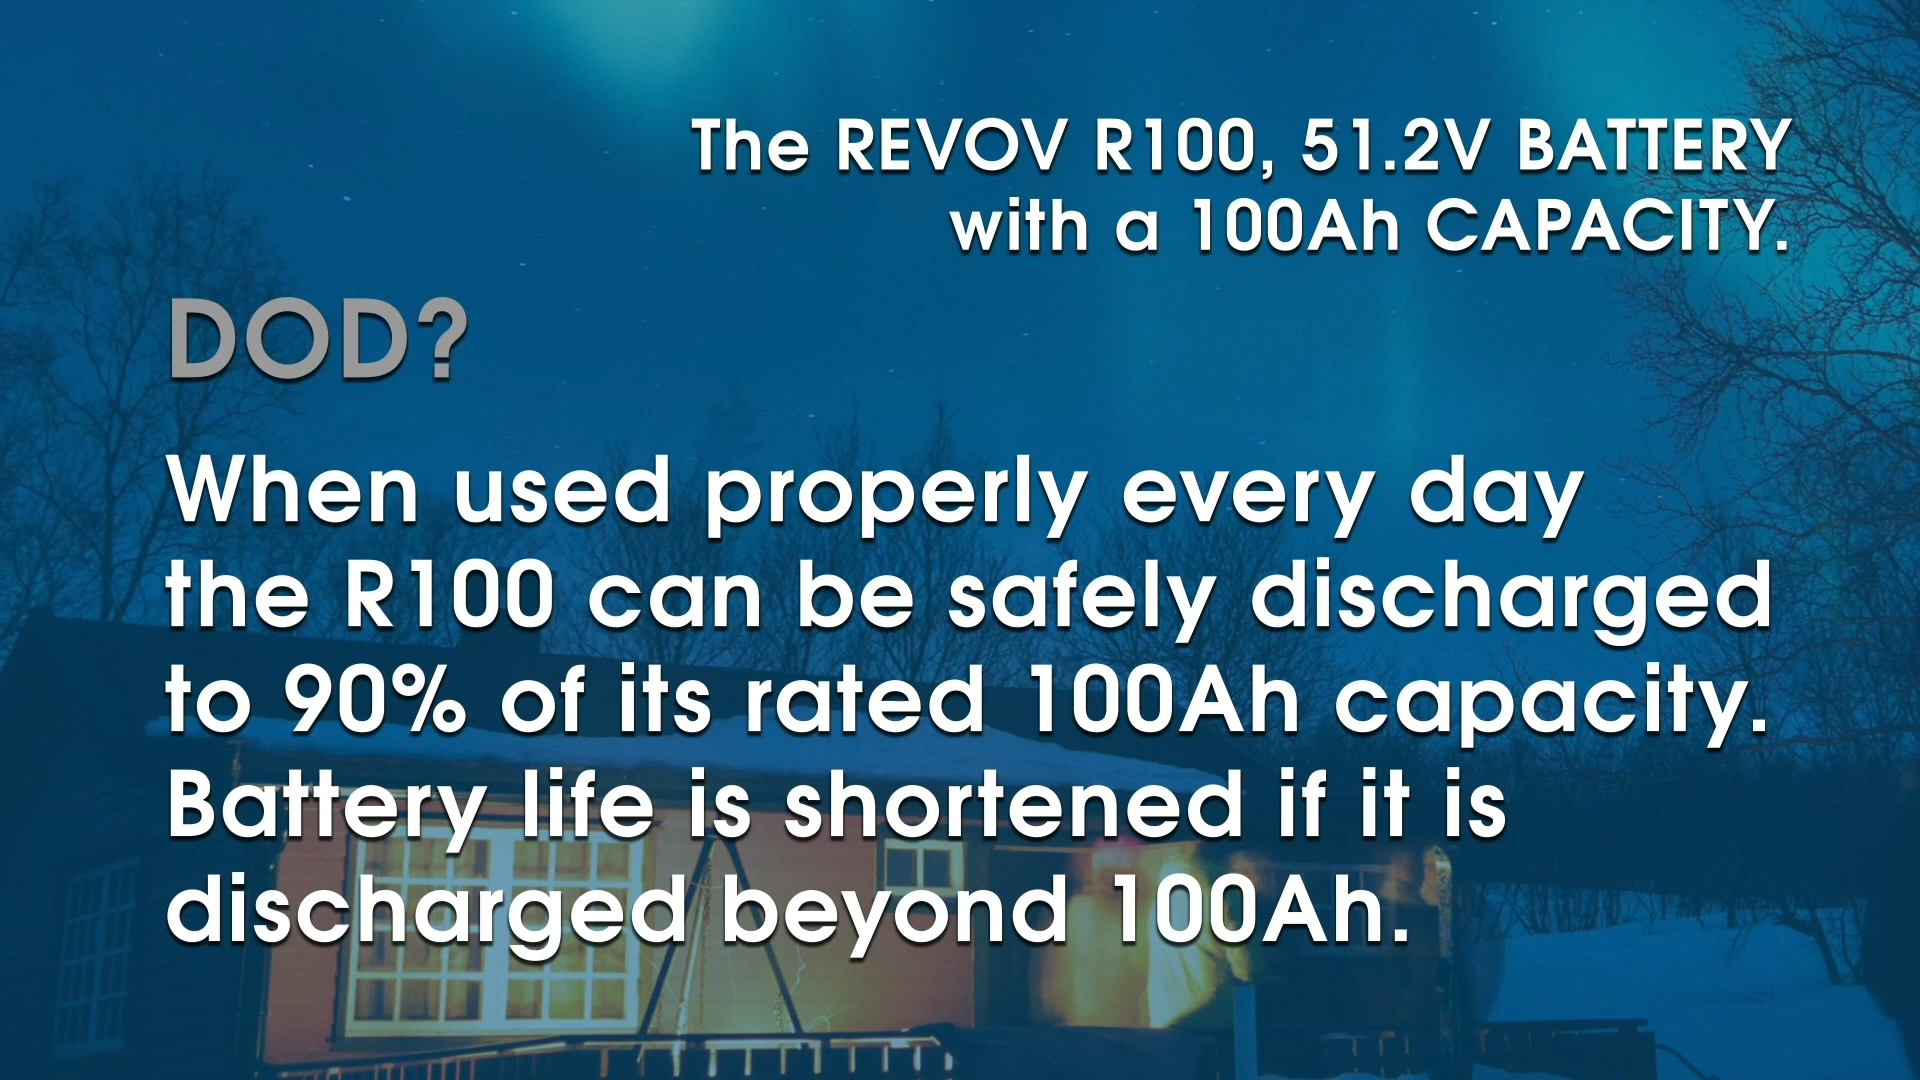 The REVOV R100, 51.2V BATTERY
with a 100Ah CAPACITY.
DOD?
When used properly every day
the R100 can be safely discharged
to 90% of its rated 100Ah capacity.
Battery life is shortened if it is
discharged beyond 100Ah.